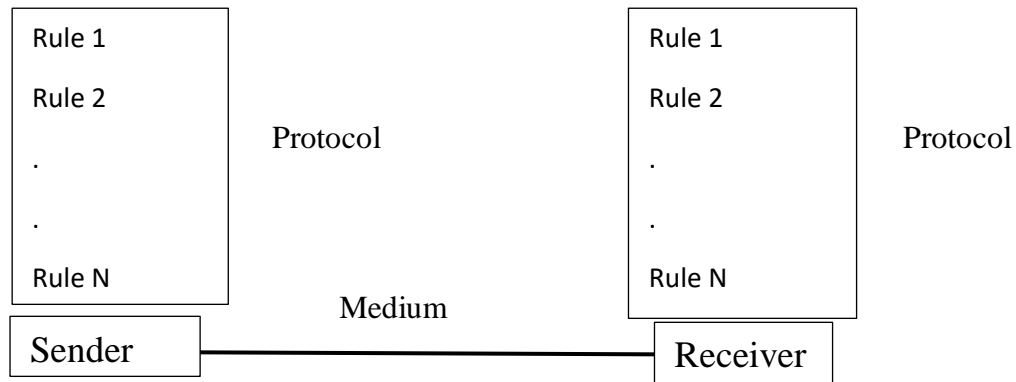 Rule 1
Rule 2
.
.
Rule N
Protocol
Rule 1
Rule 2
.
.
Rule N
Protocol
Medium
Sender
Receiver